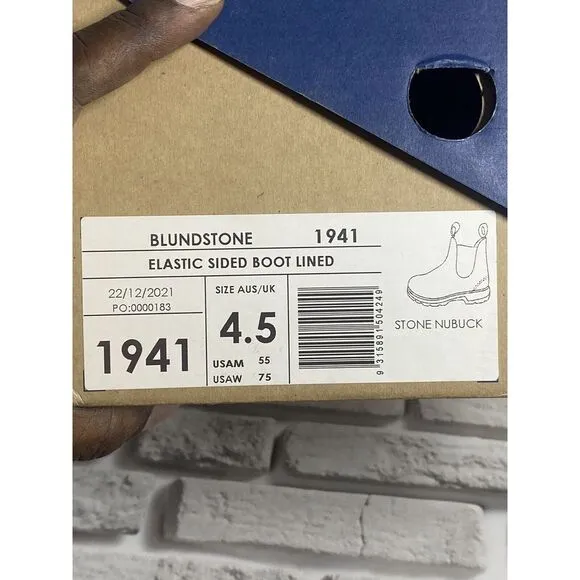 BLUNDSTONE 1941
ELASTIC SIDED BOOT LINED
22/12/2021
PO:0000183
1941
SIZE AUS/UK
4.5
USAM 55
USAW 75
9 315891 504249
STONE NUBUCK